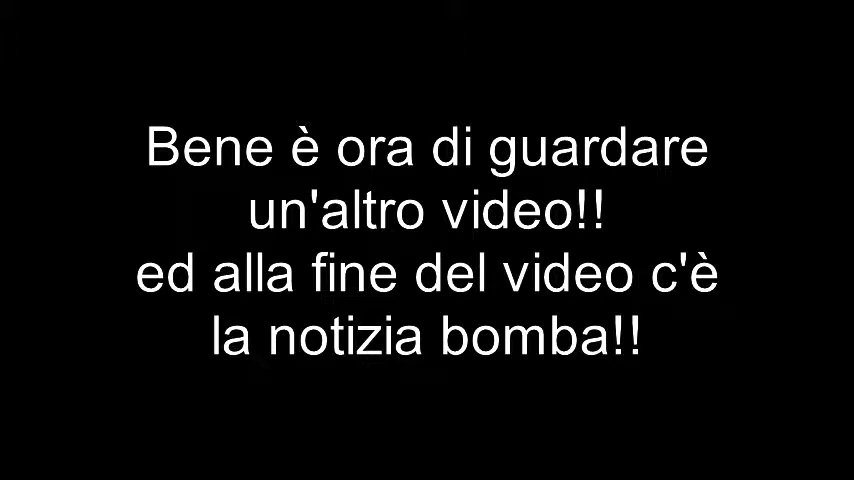 Bene è ora di guardare
un'altro video!!
ed alla fine del video c'è
la notizia bomba!!